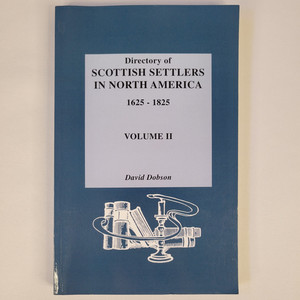 Directory of
SCOTTISH SETTLERS
IN NORTH AMERICA
1625 - 1825
VOLUME II
David Dobson